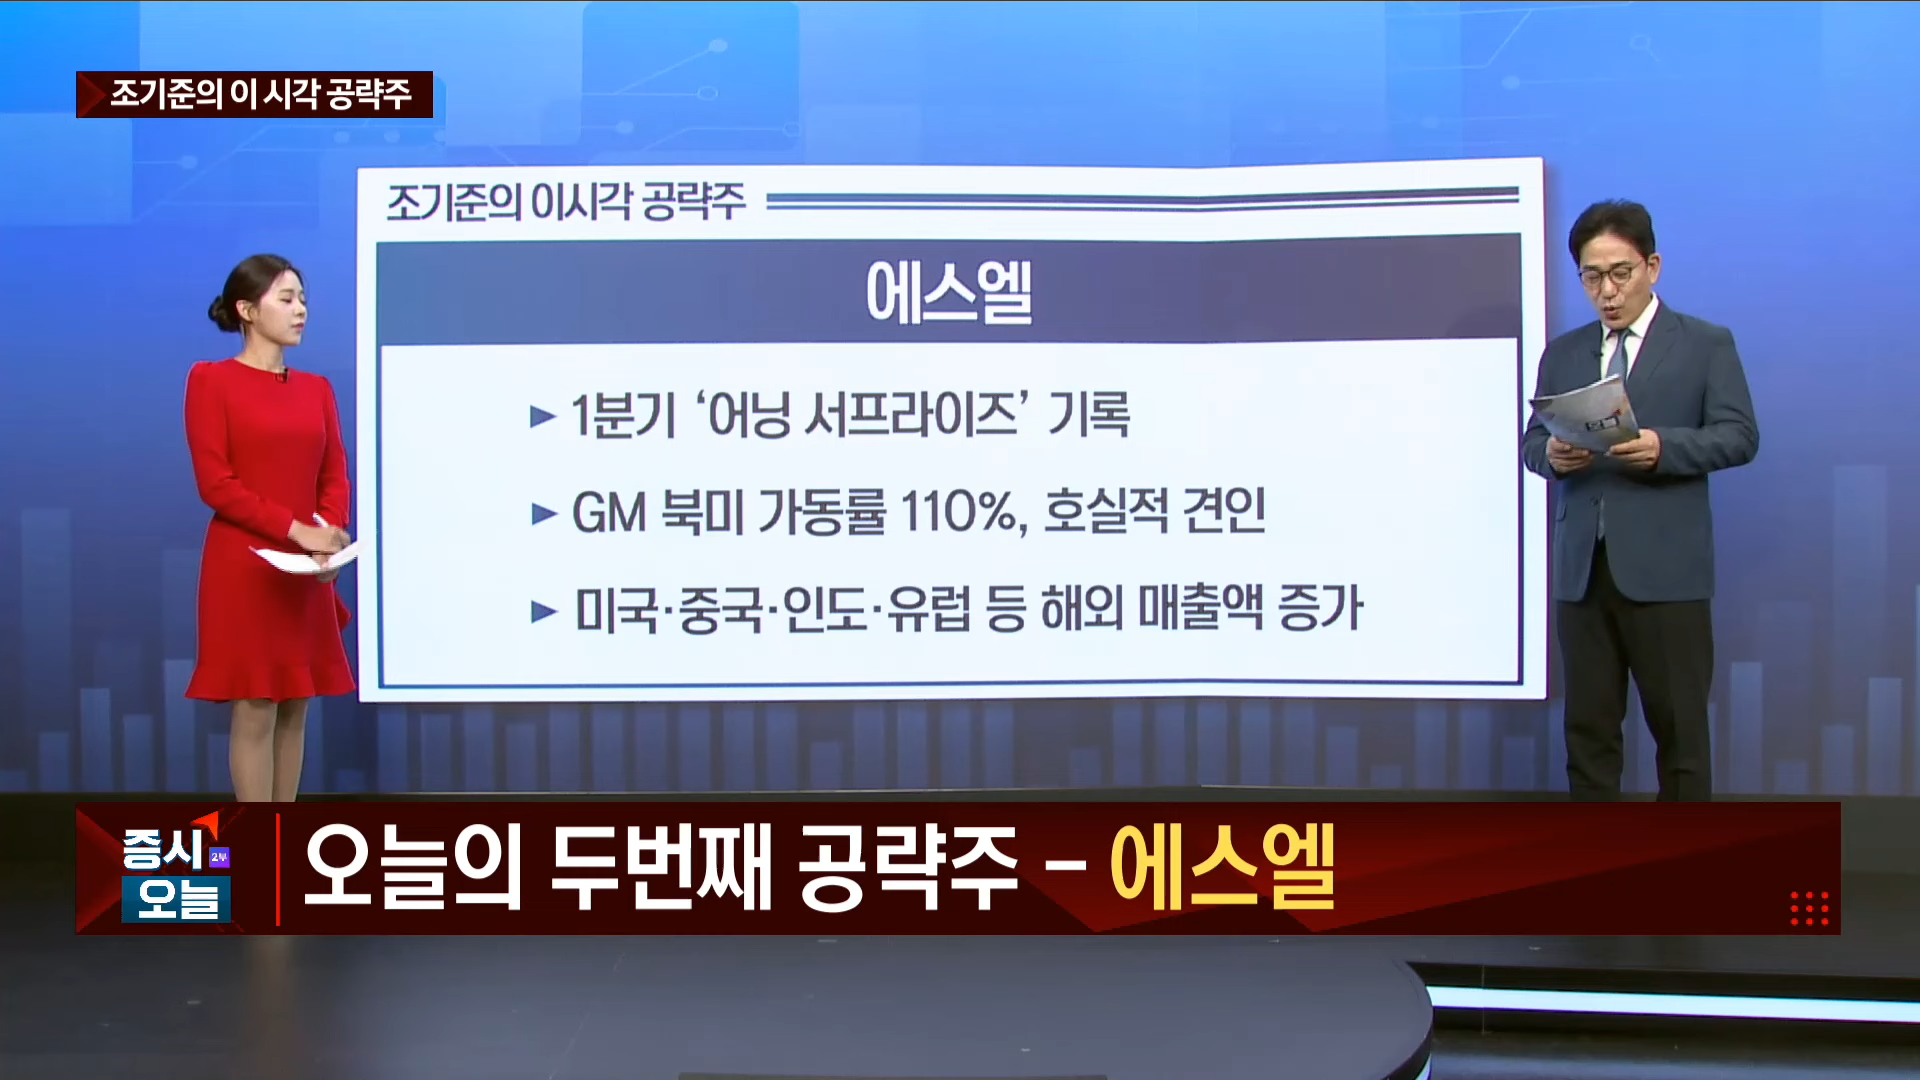 조기준의 이 시각 공략주
조기준의 이시각 공략주
에스엘
▶ 1분기 ‘어닝 서프라이즈’ 기록
▶ GM 북미 가동률 110%, 호실적 견인
▶ 미국·중국·인도·유럽 등 해외 매출액 증가
오늘
증시 2부
오늘
오늘의 두번째 공략주 - 에스엘